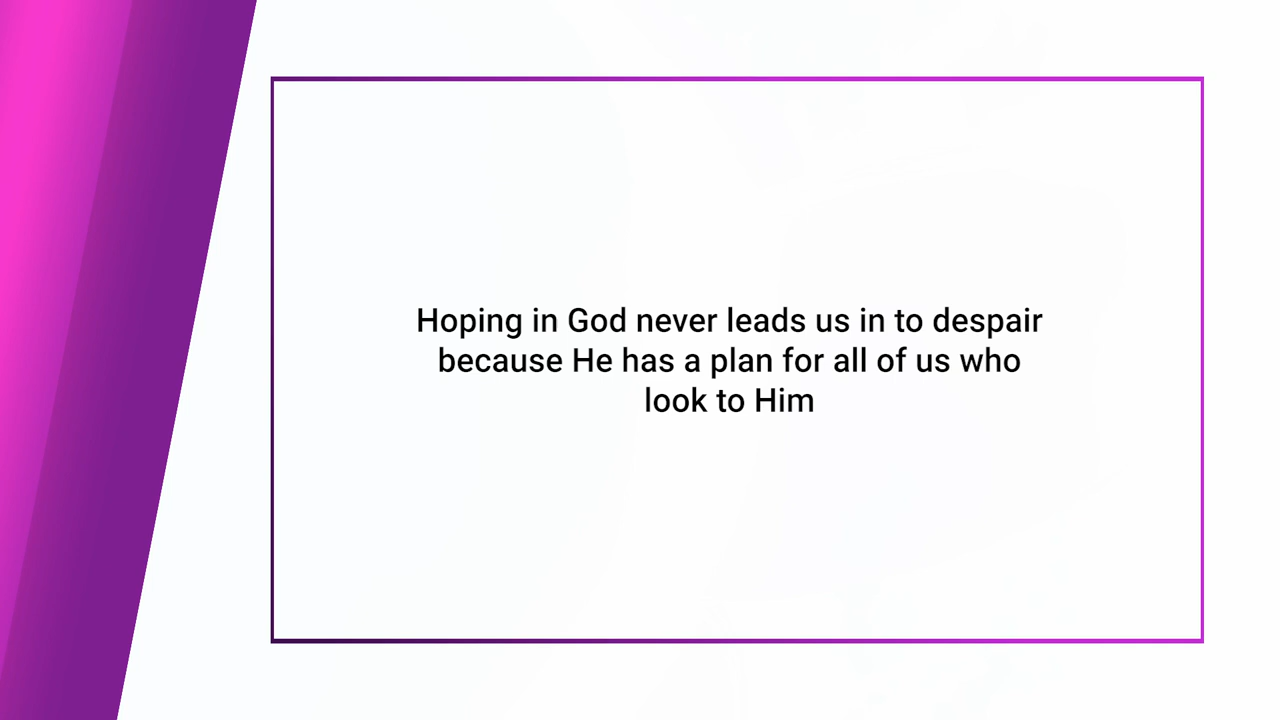 Hoping in God never leads us in to despair
because He has a plan for all of us who
look to Him